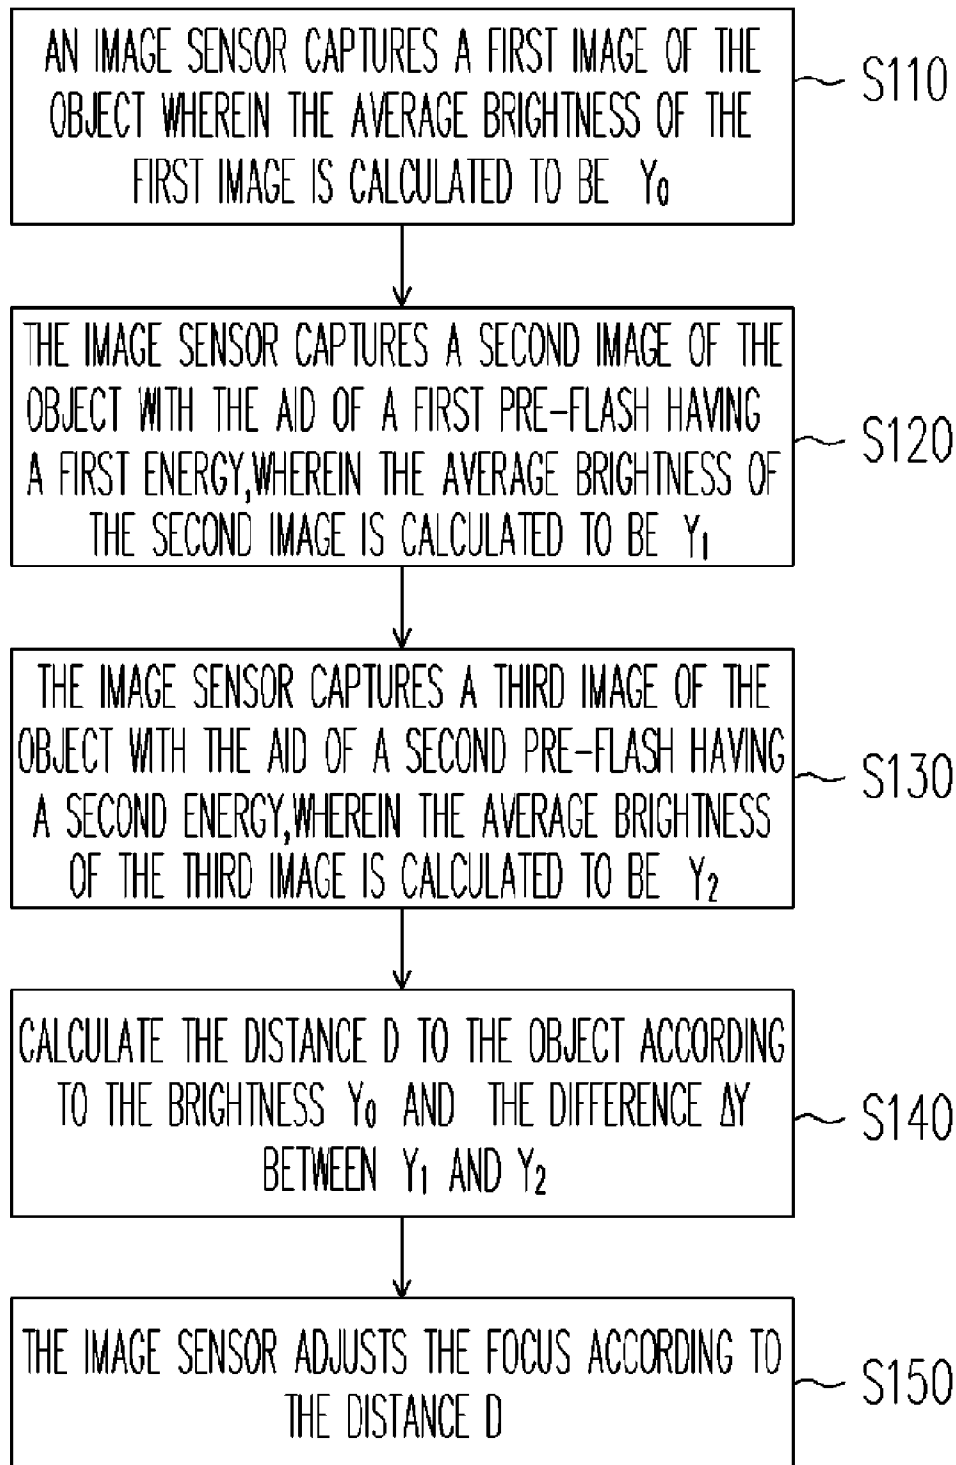 AN IMAGE SENSOR CAPTURES A FIRST IMAGE OF THE
OBJECT WHEREIN THE AVERAGE BRIGHTNESS OF THE
FIRST IMAGE IS CALCULATED TO BE Y₀
S110
THE IMAGE SENSOR CAPTURES A SECOND IMAGE OF THE
OBJECT WITH THE AID OF A FIRST PRE-FLASH HAVING
A FIRST ENERGY,WHEREIN THE AVERAGE BRIGHTNESS OF
THE SECOND IMAGE IS CALCULATED TO BE Y₁
S120
THE IMAGE SENSOR CAPTURES A THIRD IMAGE OF THE
OBJECT WITH THE AID OF A SECOND PRE-FLASH HAVING
A SECOND ENERGY,WHEREIN THE AVERAGE BRIGHTNESS
OF THE THIRD IMAGE IS CALCULATED TO BE Y₂
S130
CALCULATE THE DISTANCE D TO THE OBJECT ACCORDING
TO THE BRIGHTNESS Y₀ AND THE DIFFERENCE ΔY
BETWEEN Y₁ AND Y₂
S140
THE IMAGE SENSOR ADJUSTS THE FOCUS ACCORDING TO
THE DISTANCE D
S150